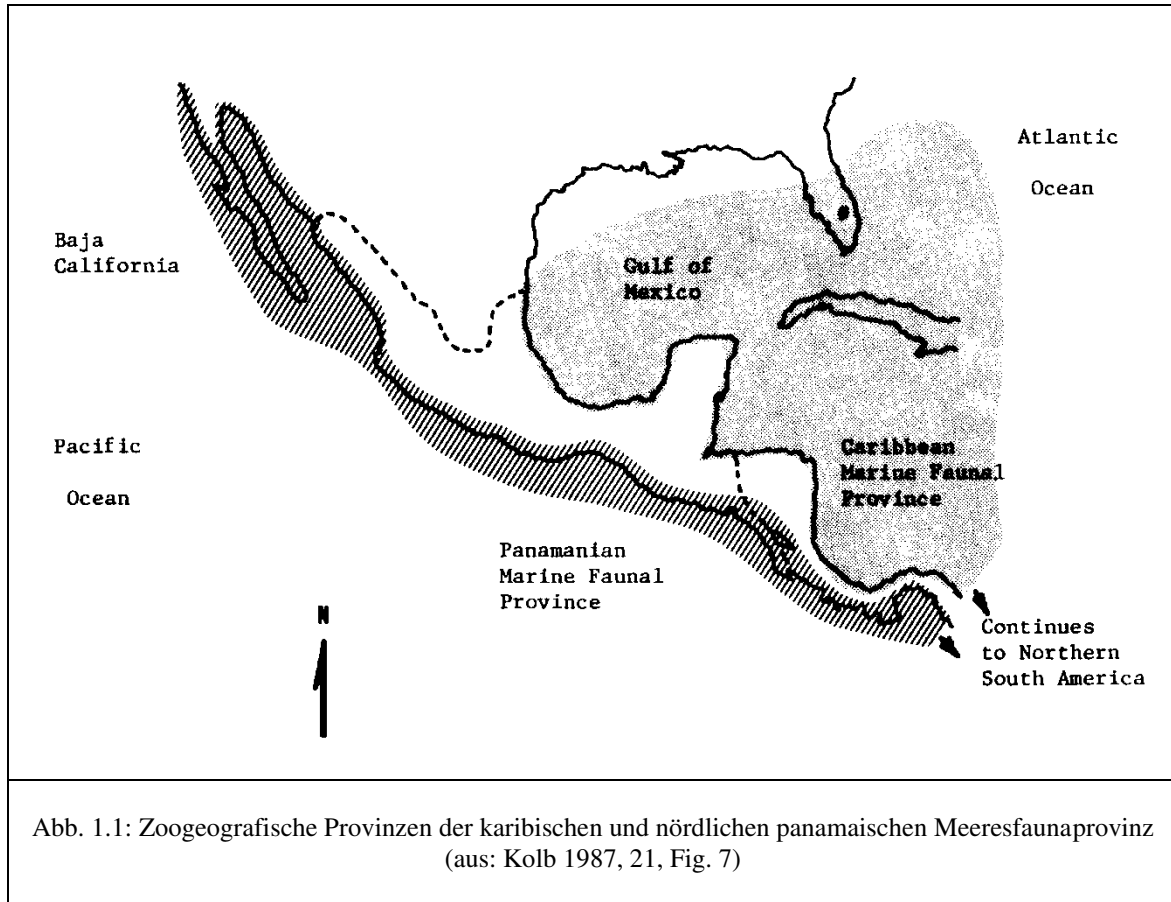 Atlantic
Ocean
Baja
California
Gulf of
Mexico
Pacific
Ocean
Caribbean
Marine Faunal
Province
Panamanian
Marine Faunal
Province
N
Continues
to Northern
South America
Abb. 1.1: Zoogeografische Provinzen der karibischen und nördlichen panamaischen Meeresfaunaprovinz
(aus: Kolb 1987, 21, Fig. 7)